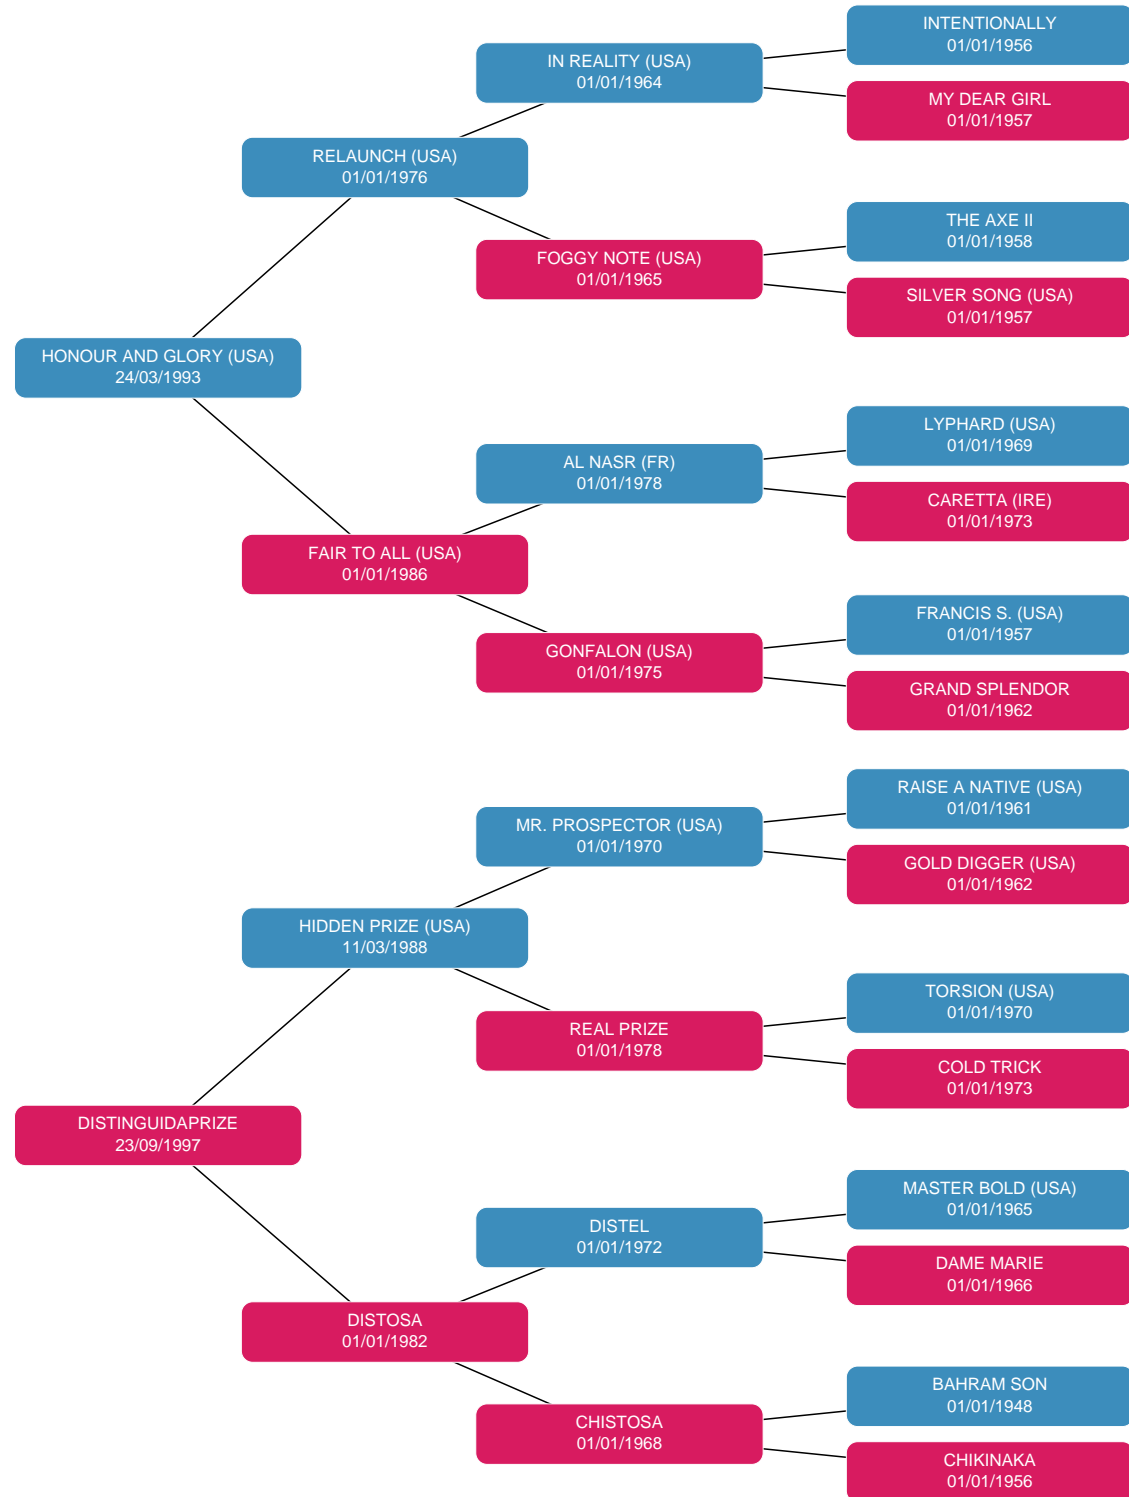 INTENTIONALLY
01/01/1956
IN REALITY (USA)
01/01/1964
MY DEAR GIRL
01/01/1957
RELAUNCH (USA)
01/01/1976
THE AXE II
01/01/1958
FOGGY NOTE (USA)
01/01/1965
SILVER SONG (USA)
01/01/1957
HONOUR AND GLORY (USA)
24/03/1993
LYPHARD (USA)
01/01/1969
AL NASR (FR)
01/01/1978
CARETTA (IRE)
01/01/1973
FAIR TO ALL (USA)
01/01/1986
FRANCIS S. (USA)
01/01/1957
GONFALON (USA)
01/01/1975
GRAND SPLENDOR
01/01/1962
RAISE A NATIVE (USA)
01/01/1961
MR. PROSPECTOR (USA)
01/01/1970
GOLD DIGGER (USA)
01/01/1962
HIDDEN PRIZE (USA)
11/03/1988
TORSION (USA)
01/01/1970
REAL PRIZE
01/01/1978
COLD TRICK
01/01/1973
DISTINGUIDAPRIZE
23/09/1997
MASTER BOLD (USA)
01/01/1965
DISTEL
01/01/1972
DAME MARIE
01/01/1966
DISTOSA
01/01/1982
BAHRAM SON
01/01/1948
CHISTOSA
01/01/1968
CHIKINAKA
01/01/1956